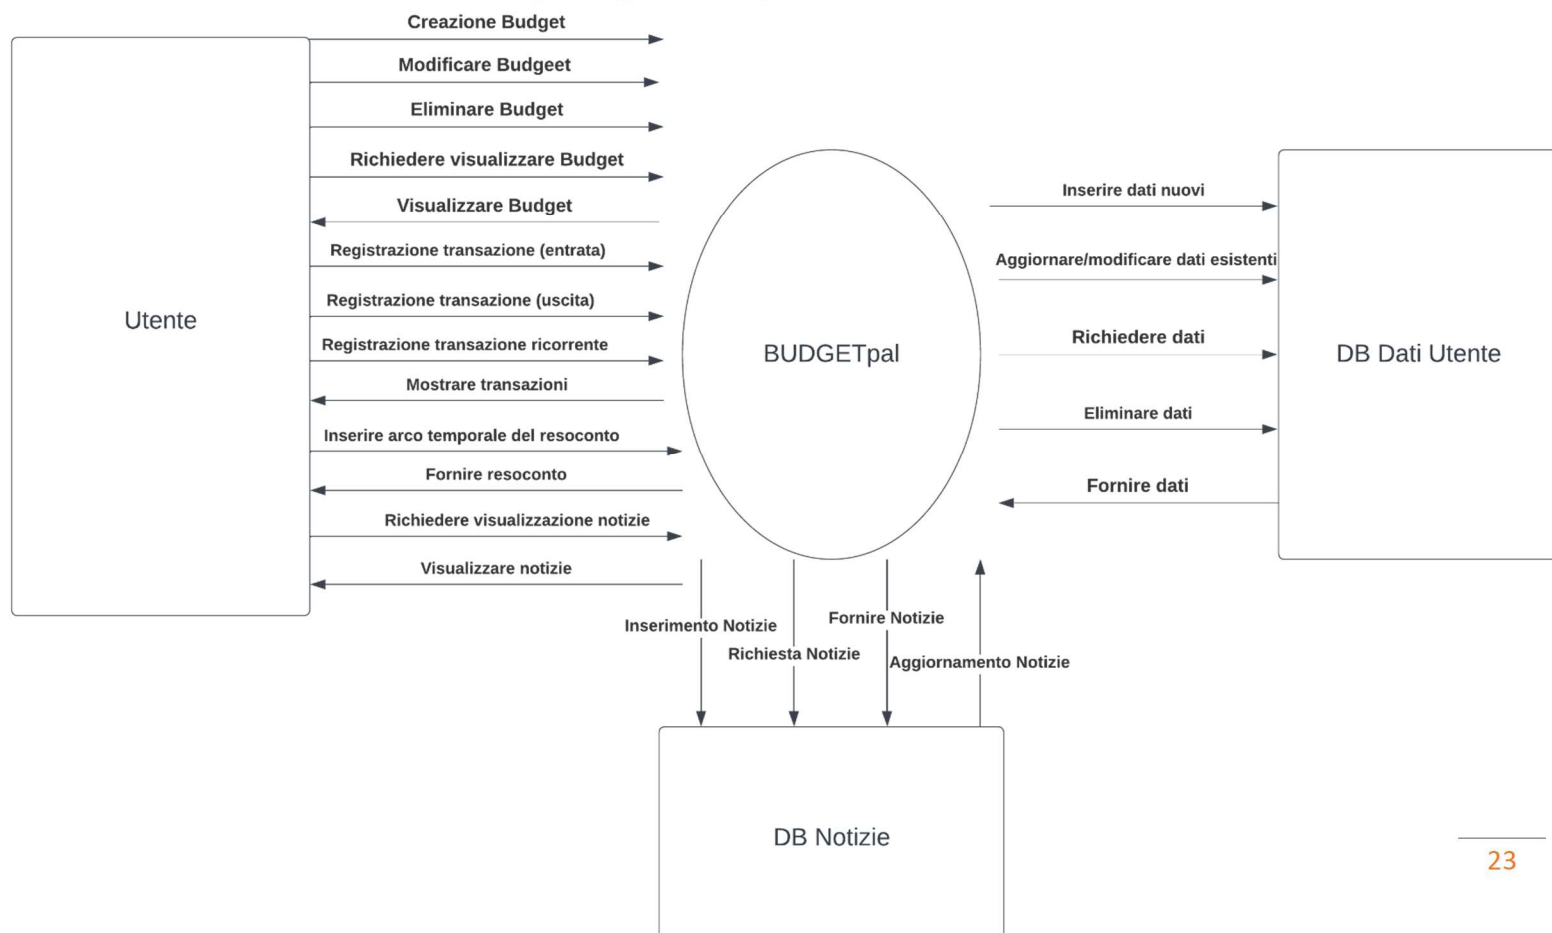 Creazione Budget
Modificare Budgeet
Eliminare Budget
Richiedere visualizzare Budget
Visualizzare Budget
Registrazione transazione (entrata)
Registrazione transazione (uscita)
Registrazione transazione ricorrente
Mostrare transazioni
Inserire arco temporale del resoconto
Fornire resoconto
Richiedere visualizzazione notizie
Visualizzare notizie
Utente
BUDGETpal
Inserire dati nuovi
Aggiornare/modificare dati esistenti
Richiedere dati
Eliminare dati
Fornire dati
DB Dati Utente
Inserimento Notizie
Richiesta Notizie
Fornire Notizie
Aggiornamento Notizie
DB Notizie
23